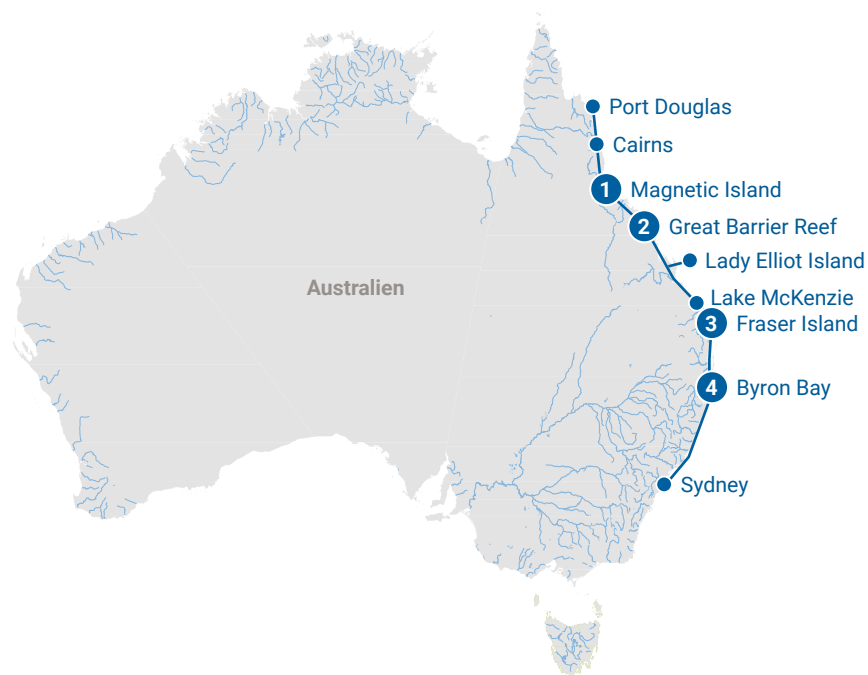 Port Douglas
Cairns
1 Magnetic Island
2 Great Barrier Reef
Lady Elliot Island
Australien
Lake McKenzie
3 Fraser Island
4 Byron Bay
Sydney